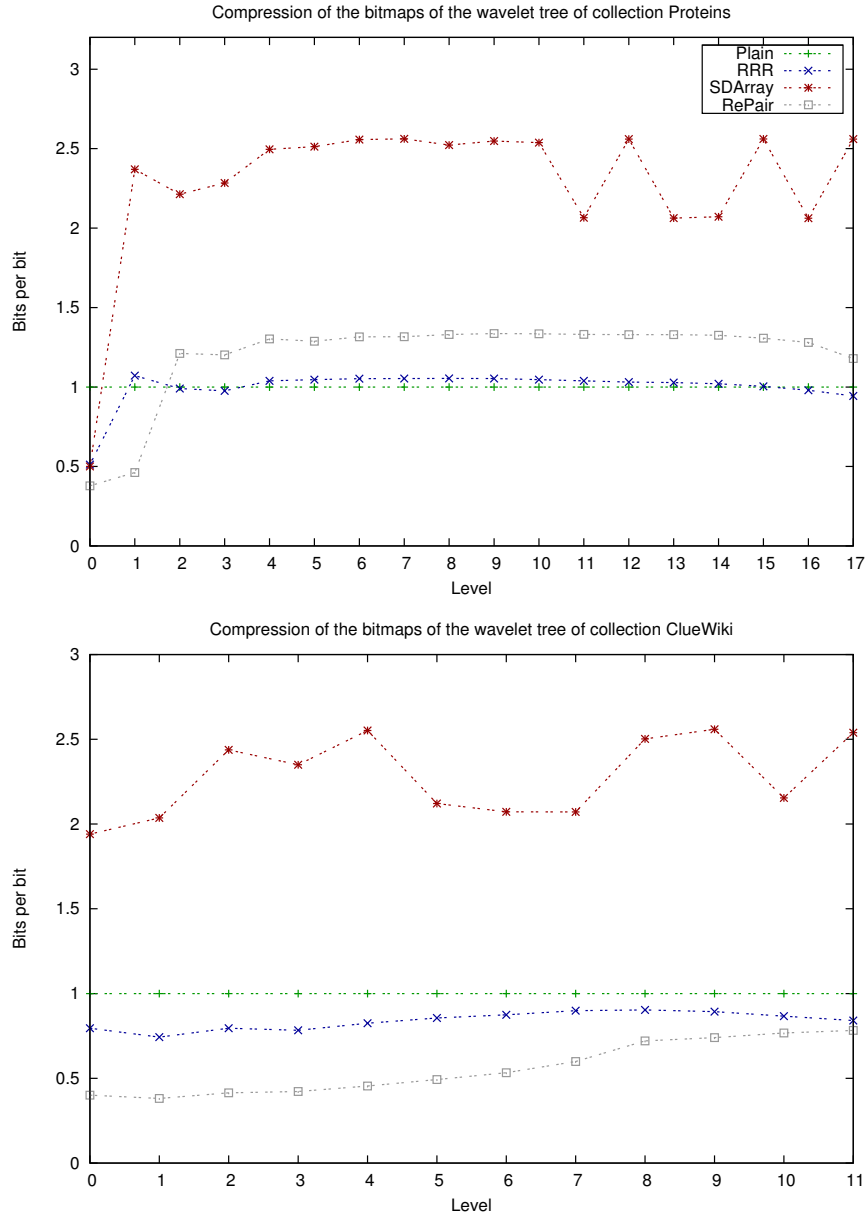 Compression of the bitmaps of the wavelet tree of collection Proteins
Plain
RRR
SDArray
RePair
3
2.5
2
1.5
1
0.5
0
Bits per bit
0 1 2 3 4 5 6 7 8 9 10 11 12 13 14 15 16 17
Level
Compression of the bitmaps of the wavelet tree of collection ClueWiki
3
2.5
2
1.5
1
0.5
0
Bits per bit
0 1 2 3 4 5 6 7 8 9 10 11
Level